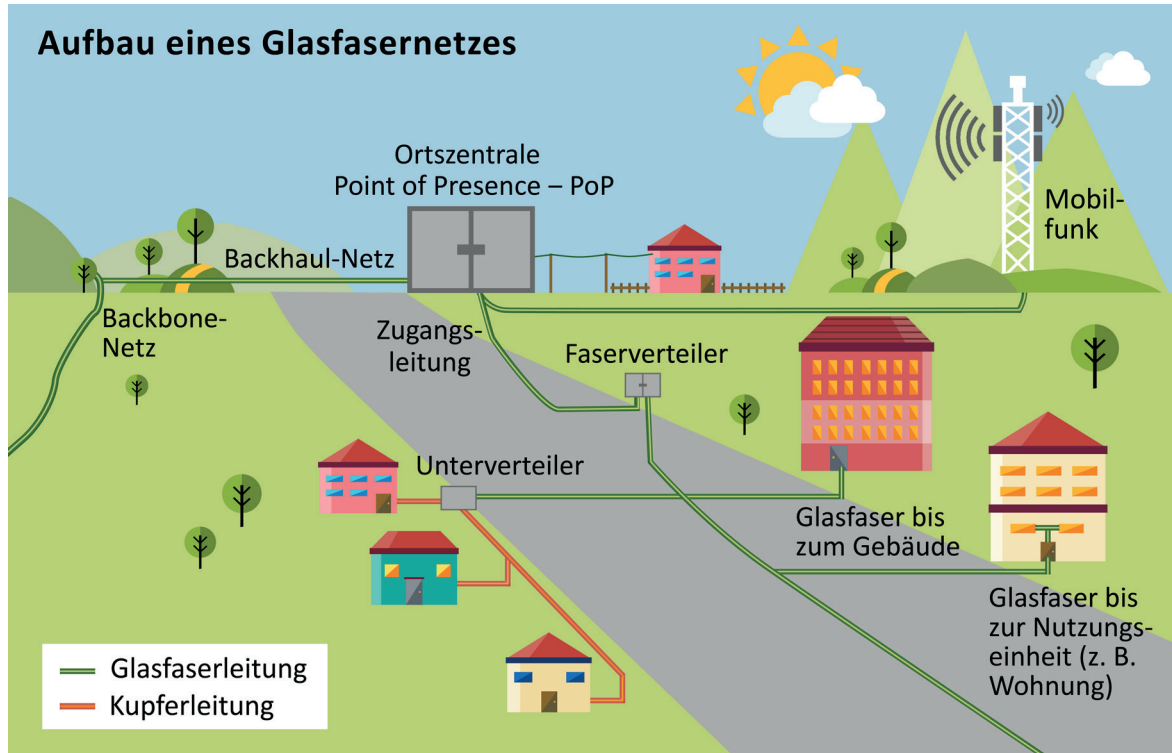 Aufbau eines Glasfasernetzes
Ortszentrale
Point of Presence – PoP
Mobil-
funk
Backhaul-Netz
Backbone-
Netz
Zugangs-
leitung
Faserverteiler
Unterverteiler
Glasfaser bis
zum Gebäude
Glasfaser bis
zur Nutzungs-
einheit (z. B.
Wohnung)
Glasfaserleitung
Kupferleitung